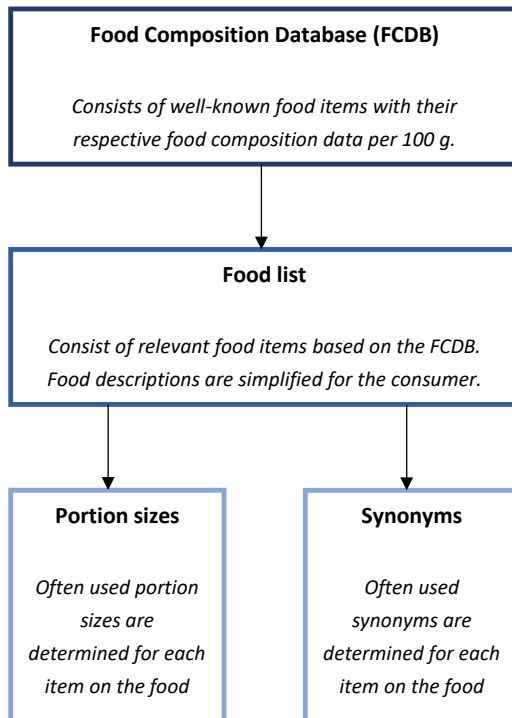 Food Composition Database (FCDB)
Consists of well-known food items with their
respective food composition data per 100 g.
Food list
Consist of relevant food items based on the FCDB.
Food descriptions are simplified for the consumer.
Portion sizes
Often used portion
sizes are
determined for each
item on the food
Synonyms
Often used
synonyms are
determined for each
item on the food